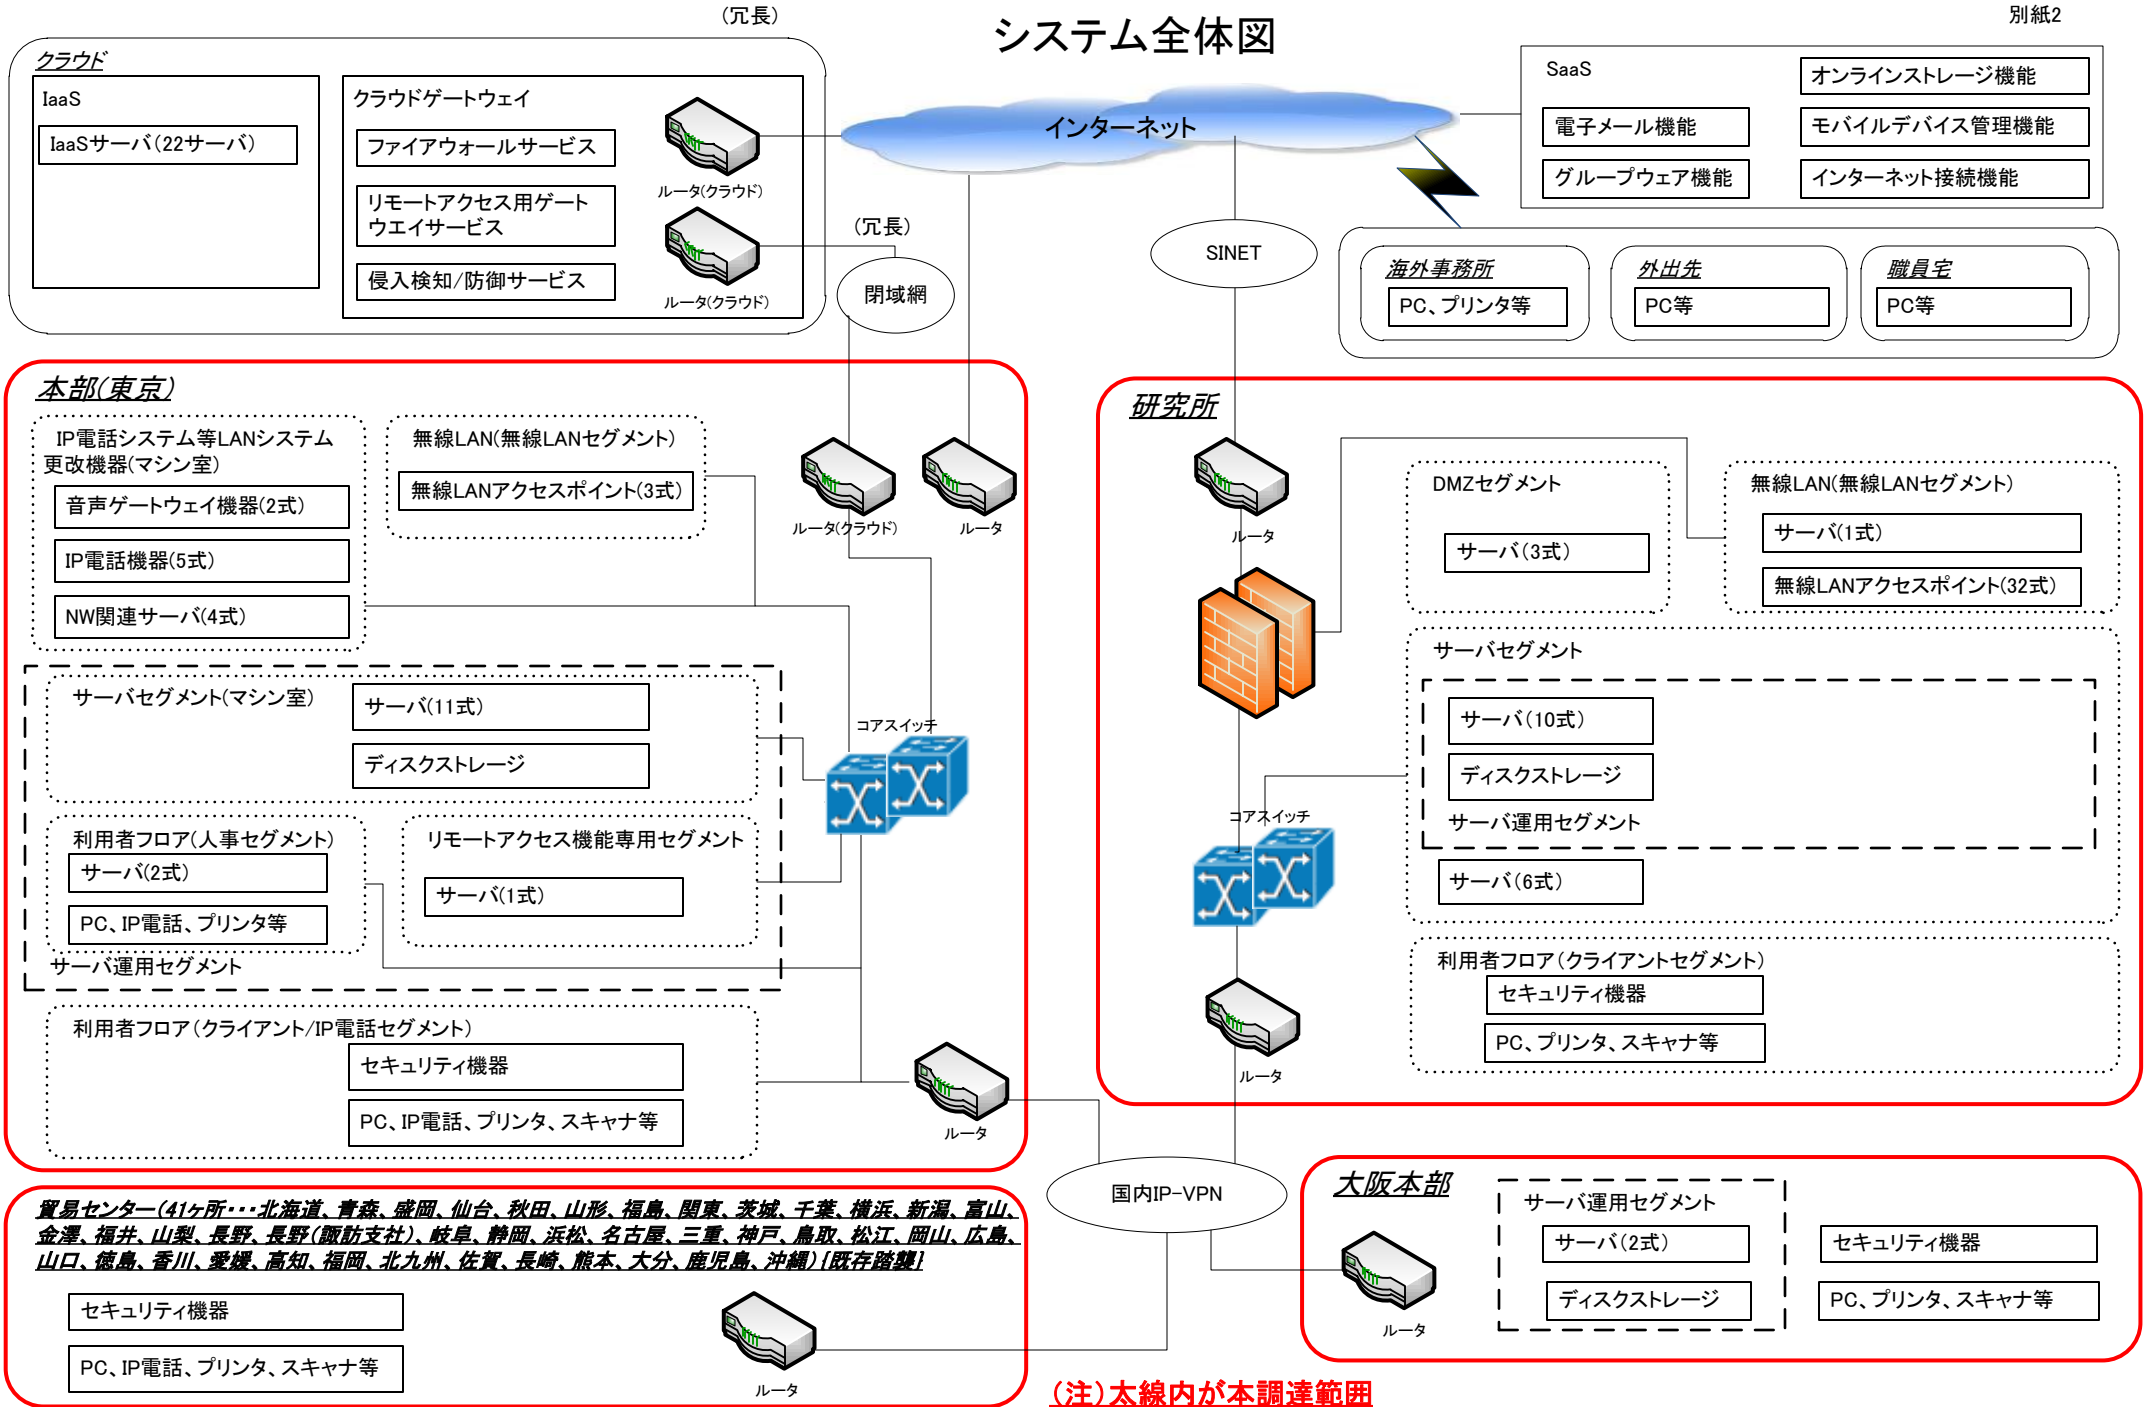 (冗長)
システム全体図
別紙2
クラウド
IaaS
IaaSサーバ(22サーバ)
クラウドゲートウェイ
ファイアウォールサービス
リモートアクセス用ゲート
ウエイサービス
侵入検知/防御サービス
ルータ(クラウド)
ルータ(クラウド)
インターネット
(冗長)
閉域網
SINET
SaaS
電子メール機能
グループウェア機能
オンラインストレージ機能
モバイルデバイス管理機能
インターネット接続機能
海外事務所
PC、プリンタ等
外出先
PC等
職員宅
PC等
本部(東京)
IP電話システム等LANシステム
更改機器(マシン室)
音声ゲートウェイ機器(2式)
IP電話機器(5式)
NW関連サーバ(4式)
無線LAN(無線LANセグメント)
無線LANアクセスポイント(3式)
ルータ(クラウド)
ルータ
サーバセグメント(マシン室)
サーバ(11式)
ディスクストレージ
コアスイッチ
利用者フロア(人事セグメント)
サーバ(2式)
PC、IP電話、プリンタ等
リモートアクセス機能専用セグメント
サーバ(1式)
サーバ運用セグメント
利用者フロア(クライアント/IP電話セグメント)
セキュリティ機器
PC、IP電話、プリンタ、スキャナ等
ルータ
研究所
ルータ
DMZセグメント
サーバ(3式)
無線LAN(無線LANセグメント)
サーバ(1式)
無線LANアクセスポイント(32式)
サーバセグメント
サーバ(10式)
ディスクストレージ
サーバ運用セグメント
サーバ(6式)
コアスイッチ
利用者フロア(クライアントセグメント)
セキュリティ機器
PC、プリンタ、スキャナ等
ルータ
国内IP-VPN
貿易センター(41ヶ所・・・北海道、青森、盛岡、仙台、秋田、山形、福島、関東、茨城、千葉、横浜、新潟、富山、
金澤、福井、山梨、長野、長野(諏訪支社)、岐阜、静岡、浜松、名古屋、三重、神戸、鳥取、松江、岡山、広島、
山口、徳島、香川、愛媛、高知、福岡、北九州、佐賀、長崎、熊本、大分、鹿児島、沖縄){既存踏襲}
セキュリティ機器
PC、IP電話、プリンタ、スキャナ等
ルータ
大阪本部
サーバ運用セグメント
サーバ(2式)
ディスクストレージ
セキュリティ機器
PC、プリンタ、スキャナ等
ルータ
(注)太線内が本調達範囲